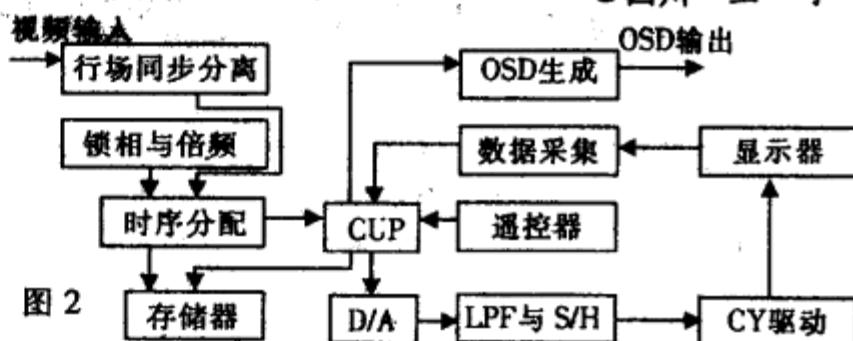 视频输入
OSD输出
行场同步分离
OSD生成
锁相与倍频
数据采集
显示器
时序分配
CUP
遥控器
图 2
存储器
D/A
LPF与 S/H
CY驱动